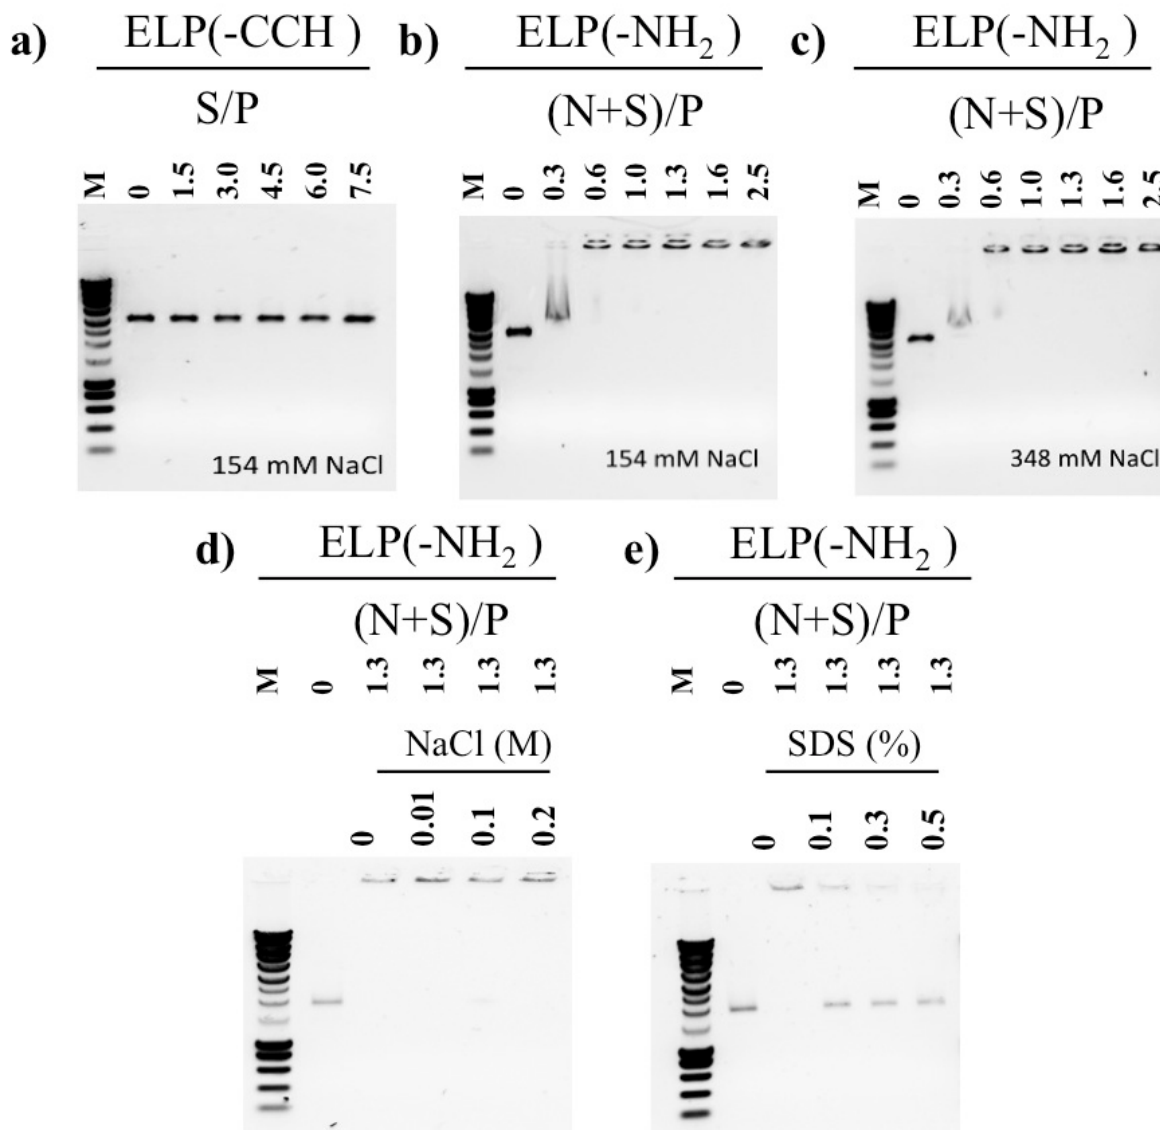 a) ELP(-CCH )
S/P
M 0 1.5 3.0 4.5 6.0 7.5
154 mM NaCl
b) ELP(-NH₂ )
(N+S)/P
M 0 0.3 0.6 1.0 1.3 1.6 2.5
154 mM NaCl
c) ELP(-NH₂ )
(N+S)/P
M 0 0.3 0.6 1.0 1.3 1.6 2.5
348 mM NaCl
d) ELP(-NH₂ )
(N+S)/P
M 0 1.3 1.3 1.3 1.3
NaCl (M)
0 0.01 0.1 0.2
e) ELP(-NH₂ )
(N+S)/P
M 0 1.3 1.3 1.3 1.3
SDS (%)
0 0.1 0.3 0.5